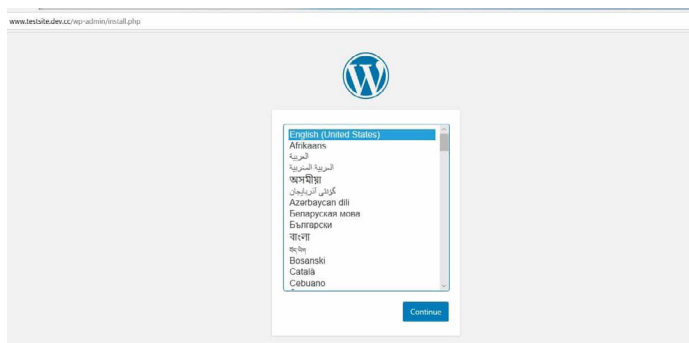 www.testsite.dev.cc/wp-admin/install.php
English (United States)
Afrikaans
العربية
العربية المغربية
অসমীয়া
گؤنئی آذربایجان
Azərbaycan dili
Беларуская мова
Български
বাংলা
བོད་ཡིག
Bosanski
Català
Cebuano
Continue